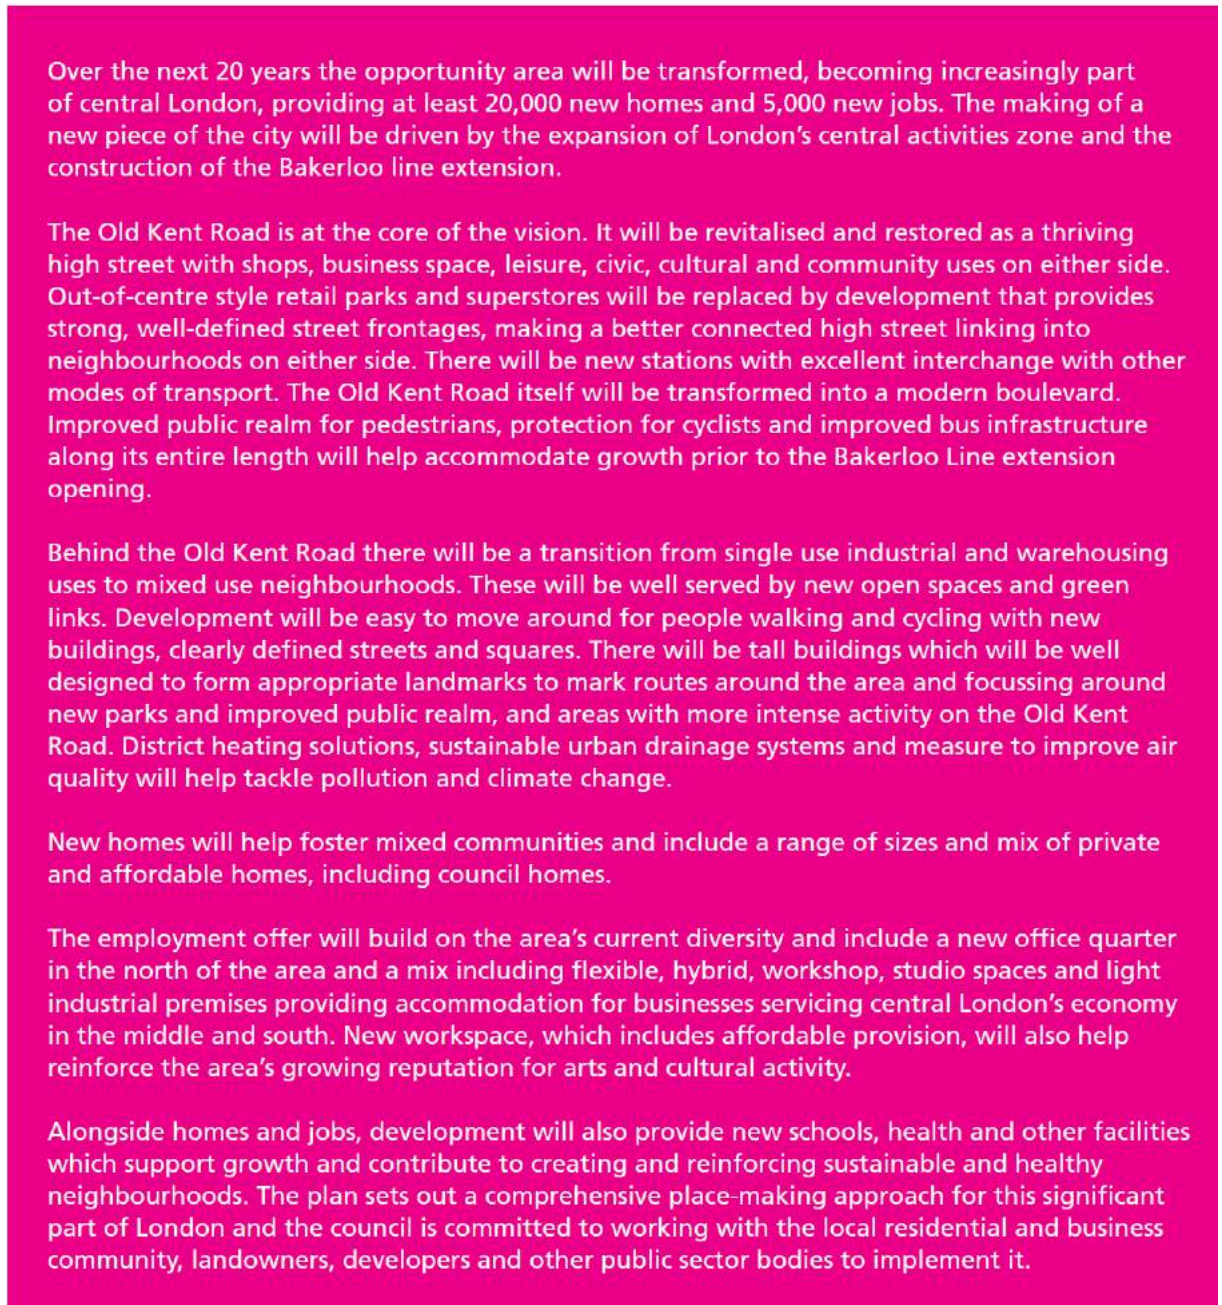 Over the next 20 years the opportunity area will be transformed, becoming increasingly part
of central London, providing at least 20,000 new homes and 5,000 new jobs. The making of a
new piece of the city will be driven by the expansion of London’s central activities zone and the
construction of the Bakerloo line extension.
The Old Kent Road is at the core of the vision. It will be revitalised and restored as a thriving
high street with shops, business space, leisure, civic, cultural and community uses on either side.
Out-of-centre style retail parks and superstores will be replaced by development that provides
strong, well-defined street frontages, making a better connected high street linking into
neighbourhoods on either side. There will be new stations with excellent interchange with other
modes of transport. The Old Kent Road itself will be transformed into a modern boulevard.
Improved public realm for pedestrians, protection for cyclists and improved bus infrastructure
along its entire length will help accommodate growth prior to the Bakerloo Line extension
opening.
Behind the Old Kent Road there will be a transition from single use industrial and warehousing
uses to mixed use neighbourhoods. These will be well served by new open spaces and green
links. Development will be easy to move around for people walking and cycling with new
buildings, clearly defined streets and squares. There will be tall buildings which will be well
designed to form appropriate landmarks to mark routes around the area and focussing around
new parks and improved public realm, and areas with more intense activity on the Old Kent
Road. District heating solutions, sustainable urban drainage systems and measure to improve air
quality will help tackle pollution and climate change.
New homes will help foster mixed communities and include a range of sizes and mix of private
and affordable homes, including council homes.
The employment offer will build on the area’s current diversity and include a new office quarter
in the north of the area and a mix including flexible, hybrid, workshop, studio spaces and light
industrial premises providing accommodation for businesses servicing central London’s economy
in the middle and south. New workspace, which includes affordable provision, will also help
reinforce the area’s growing reputation for arts and cultural activity.
Alongside homes and jobs, development will also provide new schools, health and other facilities
which support growth and contribute to creating and reinforcing sustainable and healthy
neighbourhoods. The plan sets out a comprehensive place-making approach for this significant
part of London and the council is committed to working with the local residential and business
community, landowners, developers and other public sector bodies to implement it.